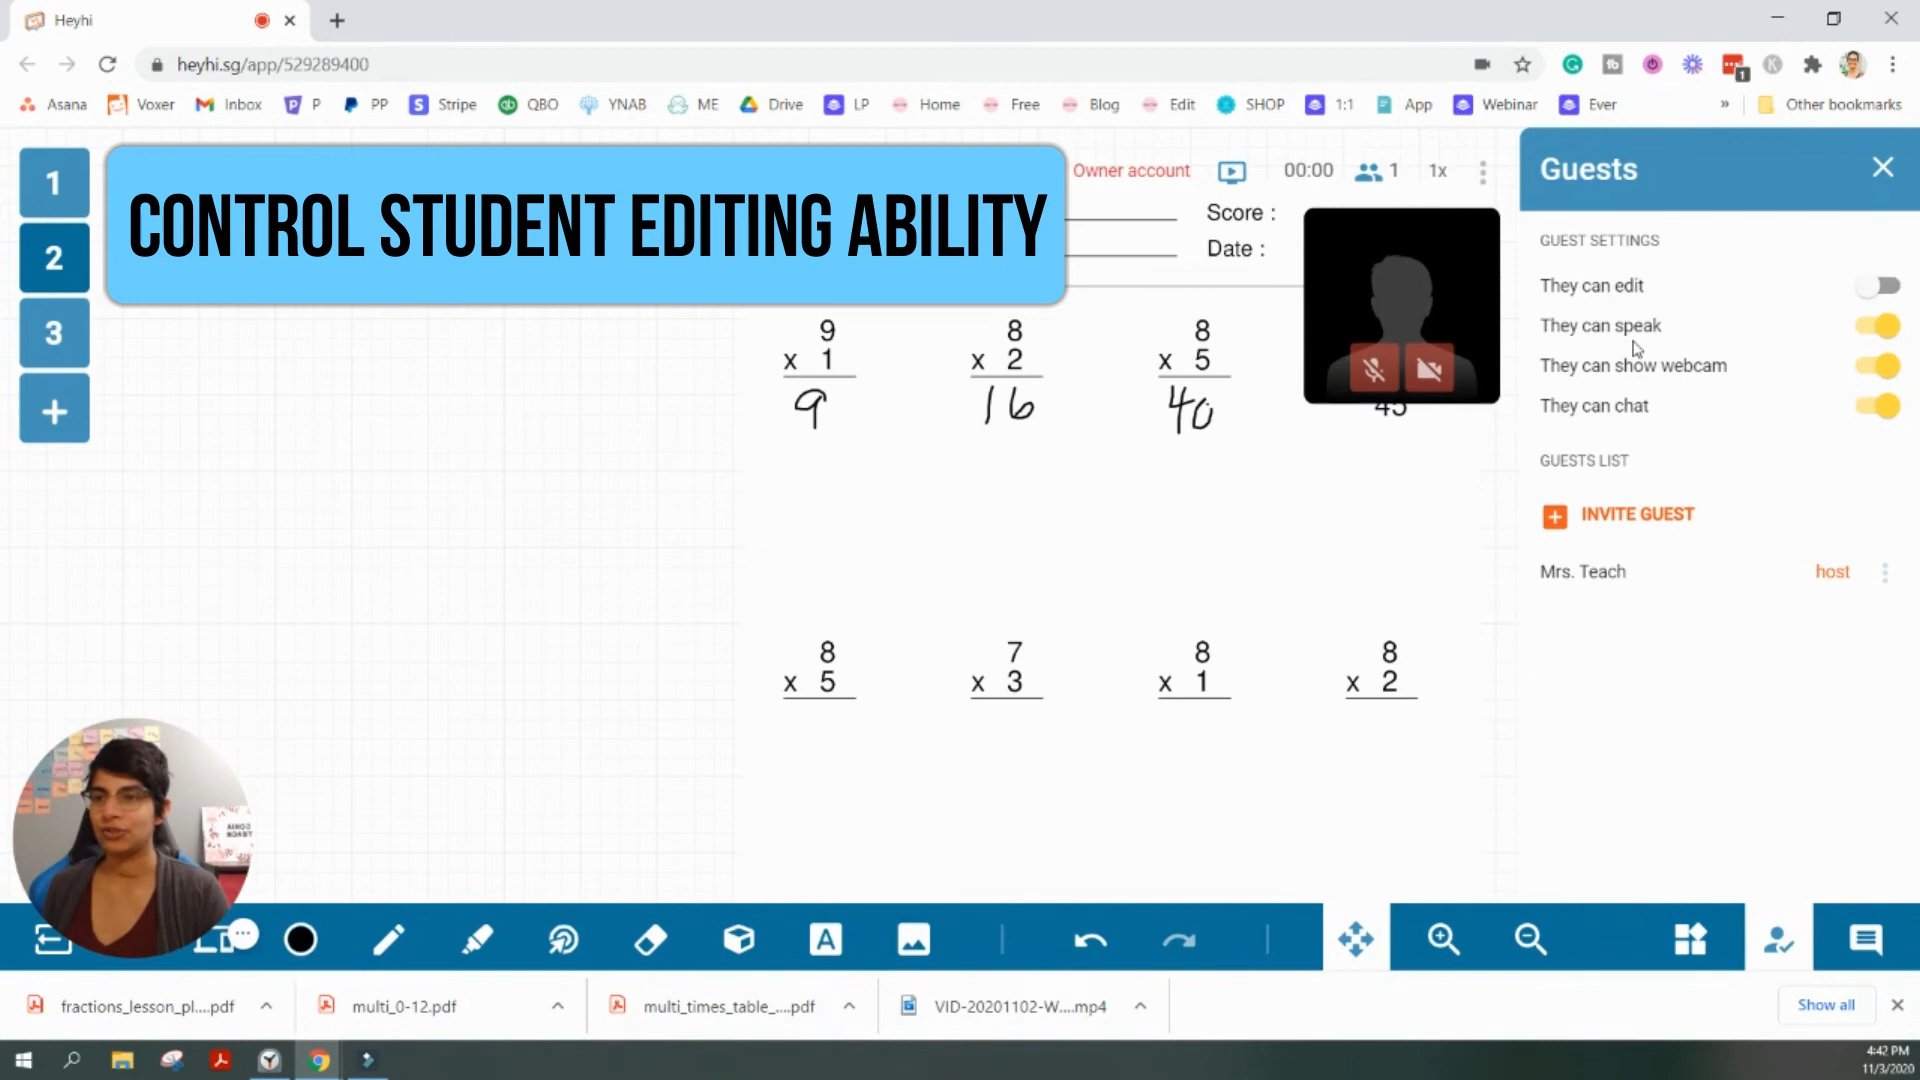 Heyhi
heyhi.sg/app/529289400
Asana Voxer Inbox P PP Stripe QBO YNAB ME Drive LP Home Free Blog Edit SHOP 1:1 App Webinar Ever » Other bookmarks
1
2
3
+
CONTROL STUDENT EDITING ABILITY
Owner account 00:00 1 1x
Score :
Date :
9 8 8
x 1 x 2 x 5
9 16 40 45
8 7 8 8
x 5 x 3 x 1 x 2
Guests
GUEST SETTINGS
They can edit
They can speak
They can show webcam
They can chat
GUESTS LIST
INVITE GUEST
Mrs. Teach host
A
fractions_lesson_pl....pdf multi_0-12.pdf multi_times_table_....pdf VID-20201102-W....mp4 Show all
4:42 PM
11/3/2020